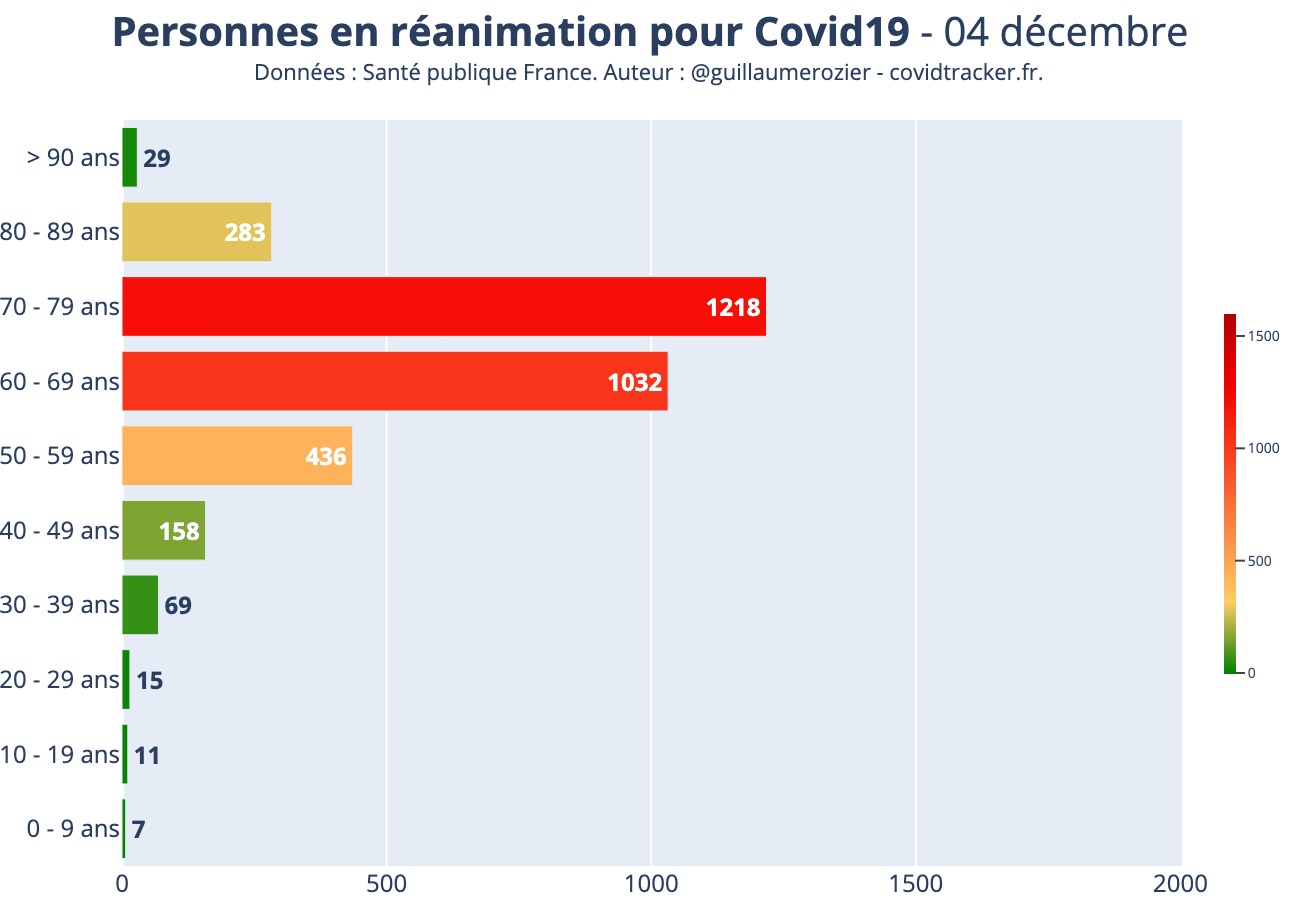 Personnes en réanimation pour Covid19 - 04 décembre
Données : Santé publique France. Auteur : @guillaumerozier - covidtracker.fr.
> 90 ans 29
80 - 89 ans 283
70 - 79 ans 1218
60 - 69 ans 1032
50 - 59 ans 436
40 - 49 ans 158
30 - 39 ans 69
20 - 29 ans 15
10 - 19 ans 11
0 - 9 ans 7
0 500 1000 1500 2000
1500
1000
500
0